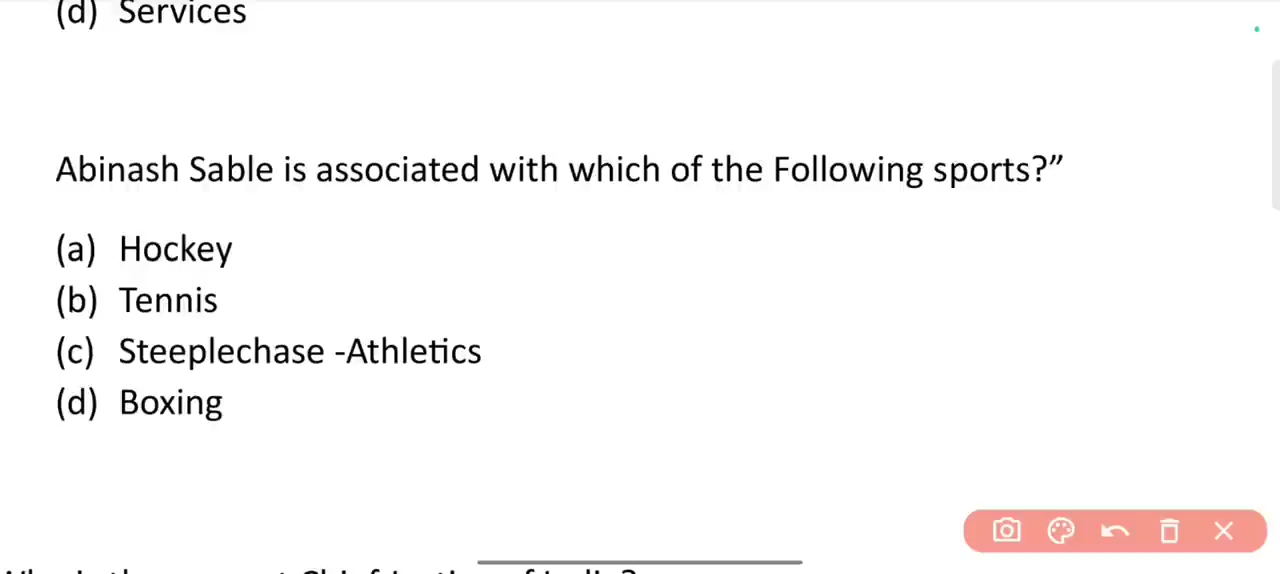 (d) Services
Abinash Sable is associated with which of the Following sports?”
(a) Hockey
(b) Tennis
(c) Steeplechase -Athletics
(d) Boxing